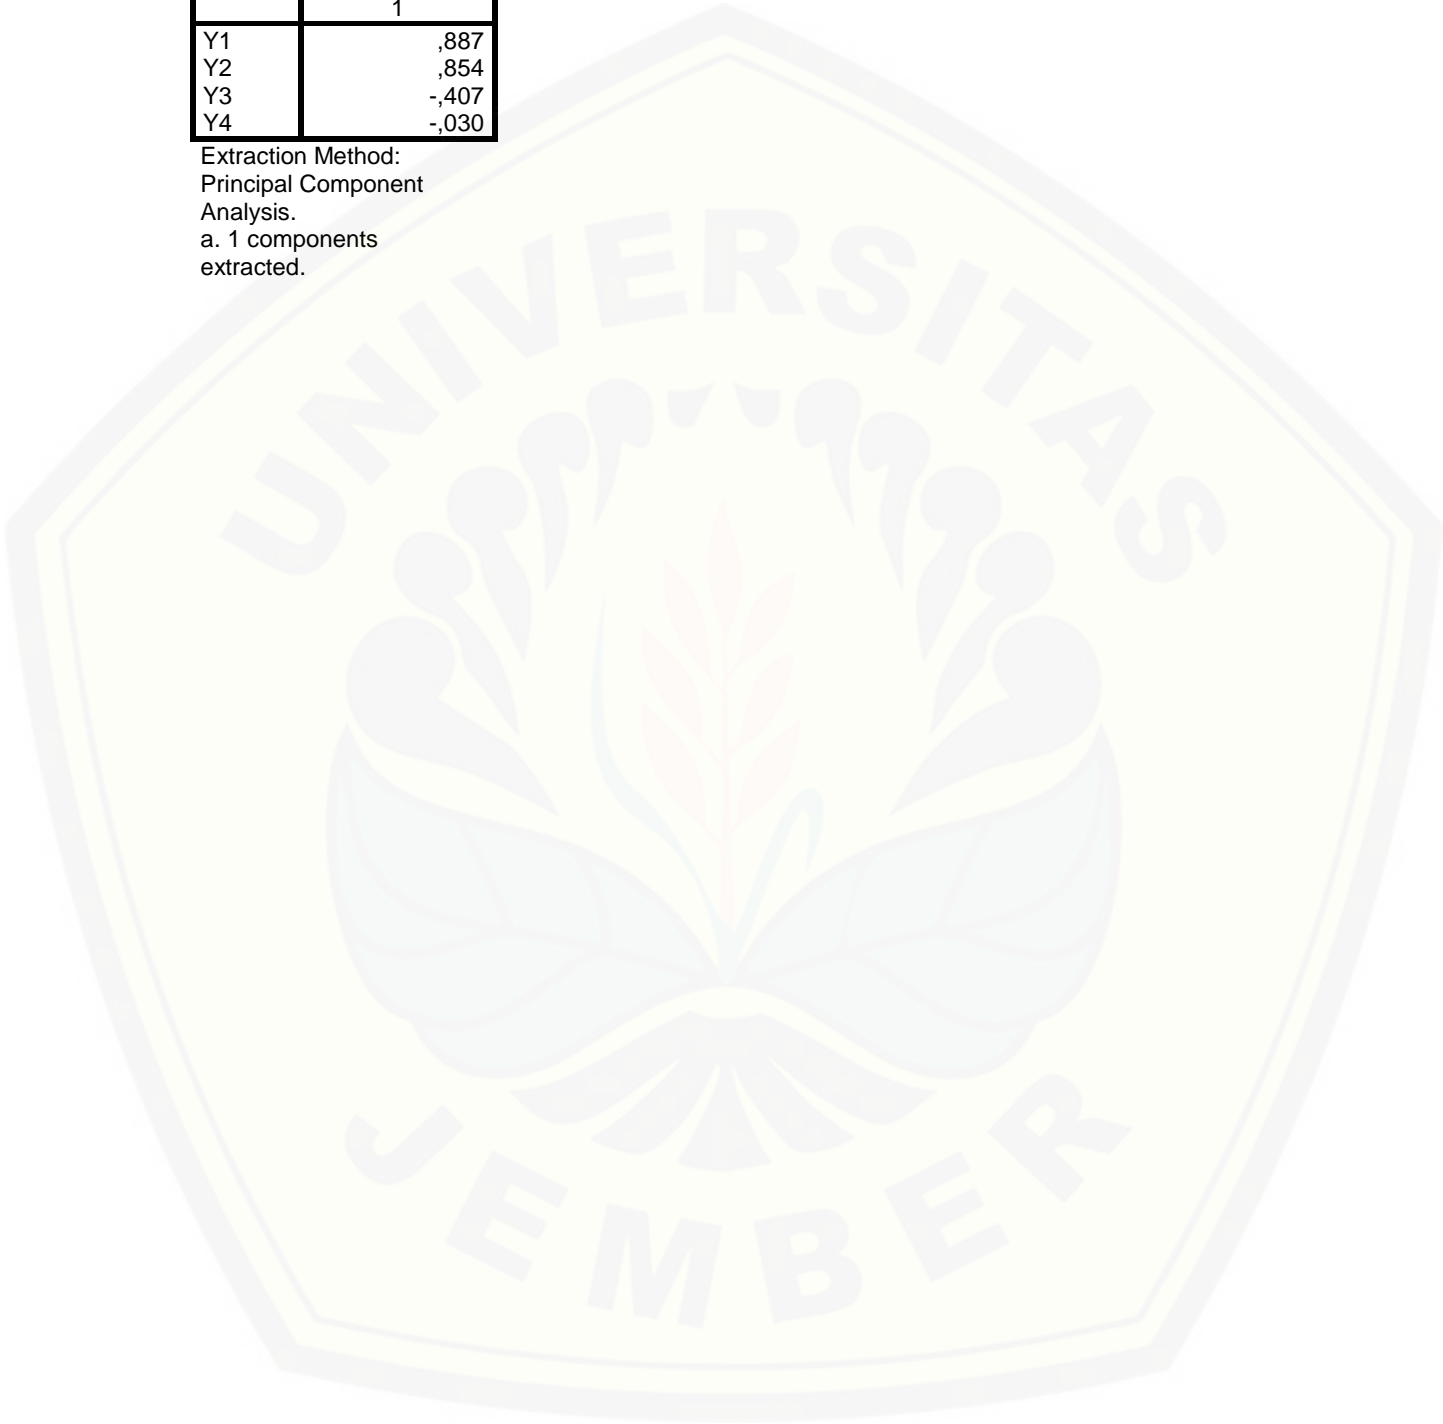 1
Y1 ,887
Y2 ,854
Y3 -,407
Y4 -,030
Extraction Method:
Principal Component
Analysis.
a. 1 components
extracted.
UNIVERSITAS
JEMBER